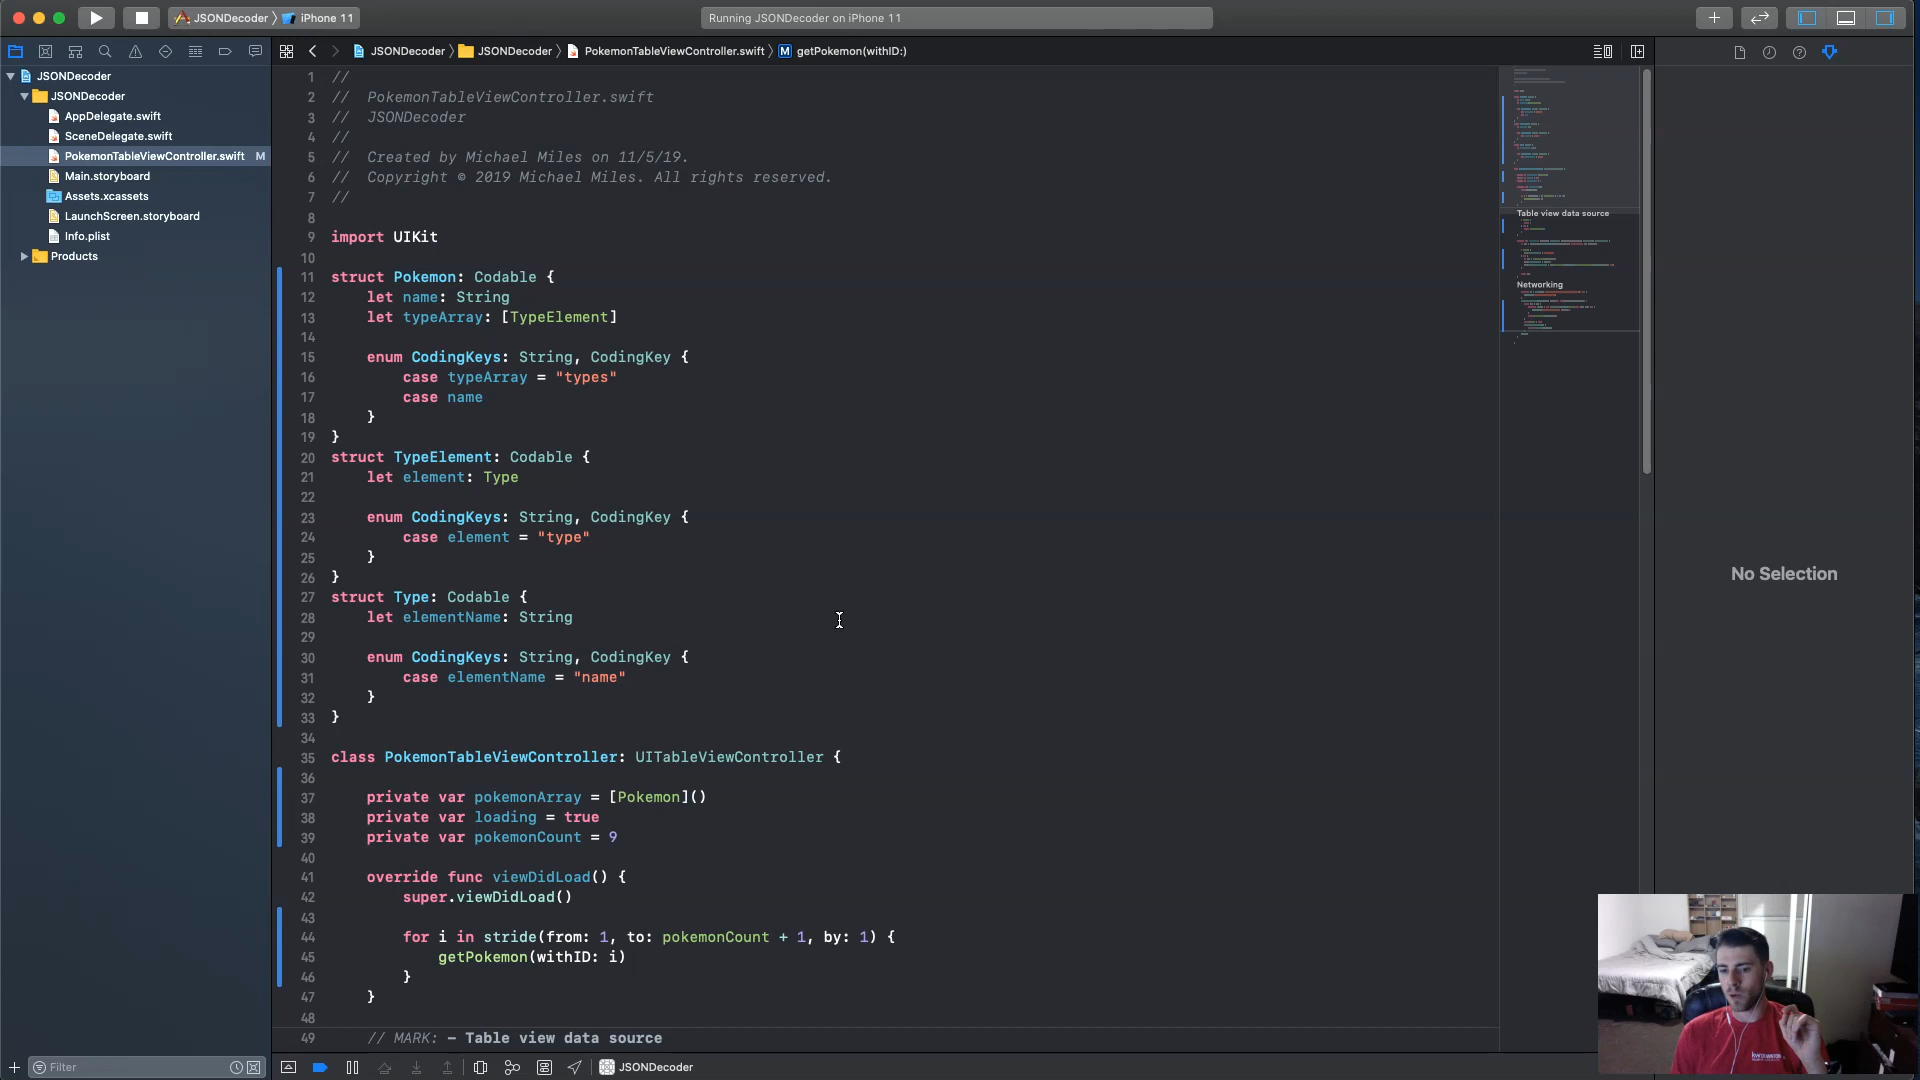 JSONDecoder iPhone 11
Running JSONDecoder on iPhone 11
JSONDecoder JSONDecoder PokemonTableViewController.swift M getPokemon(withID:)
JSONDecoder
JSONDecoder
AppDelegate.swift
SceneDelegate.swift
PokemonTableViewController.swift M
Main.storyboard
Assets.xcassets
LaunchScreen.storyboard
Info.plist
Products
1 //
2 // PokemonTableViewController.swift
3 // JSONDecoder
4 //
5 // Created by Michael Miles on 11/5/19.
6 // Copyright © 2019 Michael Miles. All rights reserved.
7 //
8
9 import UIKit
10
11 struct Pokemon: Codable {
12 let name: String
13 let typeArray: [TypeElement]
14
15 enum CodingKeys: String, CodingKey {
16 case typeArray = "types"
17 case name
18 }
19 }
20 struct TypeElement: Codable {
21 let element: Type
22
23 enum CodingKeys: String, CodingKey {
24 case element = "type"
25 }
26 }
27 struct Type: Codable {
28 let elementName: String
29
30 enum CodingKeys: String, CodingKey {
31 case elementName = "name"
32 }
33 }
34
35 class PokemonTableViewController: UITableViewController {
36
37 private var pokemonArray = [Pokemon]()
38 private var loading = true
39 private var pokemonCount = 9
40
41 override func viewDidLoad() {
42 super.viewDidLoad()
43
44 for i in stride(from: 1, to: pokemonCount + 1, by: 1) {
45 getPokemon(withID: i)
46 }
47 }
48
49 // MARK: - Table view data source
Table view data source
Networking
No Selection
Filter
JSONDecoder